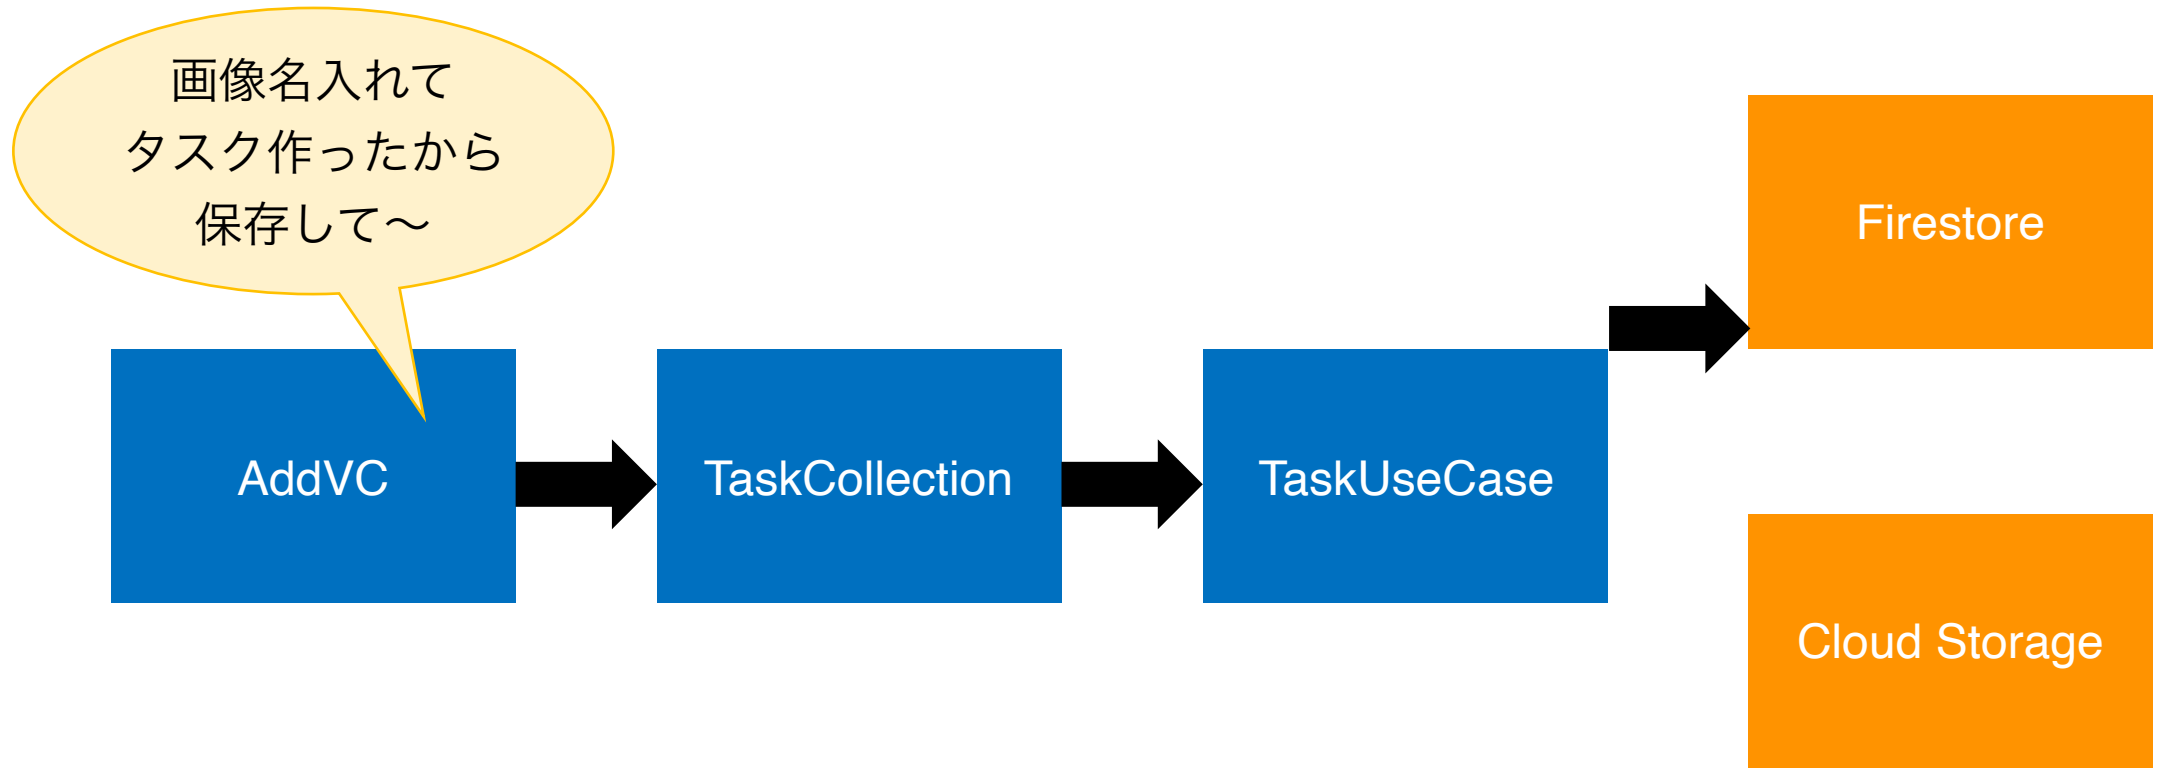 画像名入れて
タスク作ったから
保存して〜
Firestore
AddVC
TaskCollection
TaskUseCase
Cloud Storage